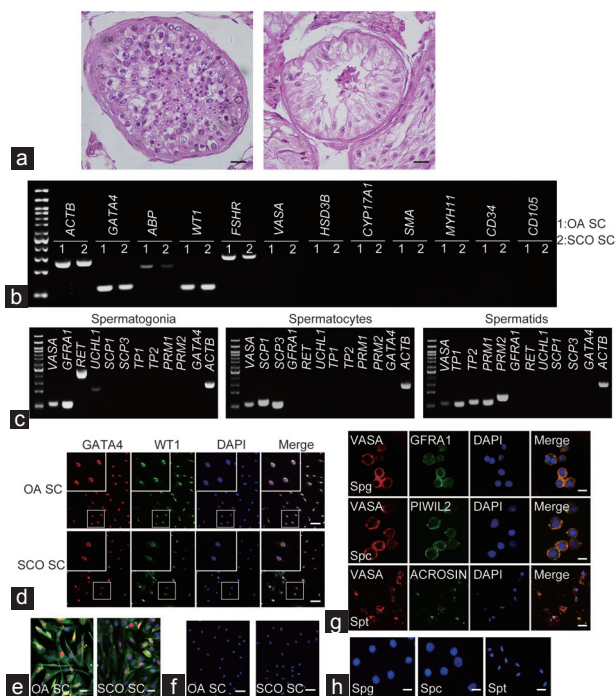 a
ACTB GATA4 ABP WT1 FSHR VASA HSD3B CYP17A1 SMA MYH11 CD34 CD105
1 2 1 2 1 2 1 2 1 2 1 2 1 2 1 2 1 2 1 2 1 2 1 2
1:OA SC
2:SCO SC
b
Spermatogonia Spermatocytes Spermatids
VASA GFRA1 RET UCHL1 SCP1 SCP3 TP1 TP2 PRM1 PRM2 GATA4 ACTB
VASA SCP1 SCP3 GFRA1 RET UCHL1 TP1 TP2 PRM1 PRM2 GATA4 ACTB
VASA TP1 TP2 PRM1 PRM2 GFRA1 RET UCHL1 SCP1 SCP3 GATA4 ACTB
c
GATA4 WT1 DAPI Merge
OA SC
SCO SC
d
VASA GFRA1 DAPI Merge
Spg
VASA PIWIL2 DAPI Merge
Spc
VASA ACROSIN DAPI Merge
Spt
g
e OA SC SCO SC
f OA SC SCO SC
h Spg Spc Spt